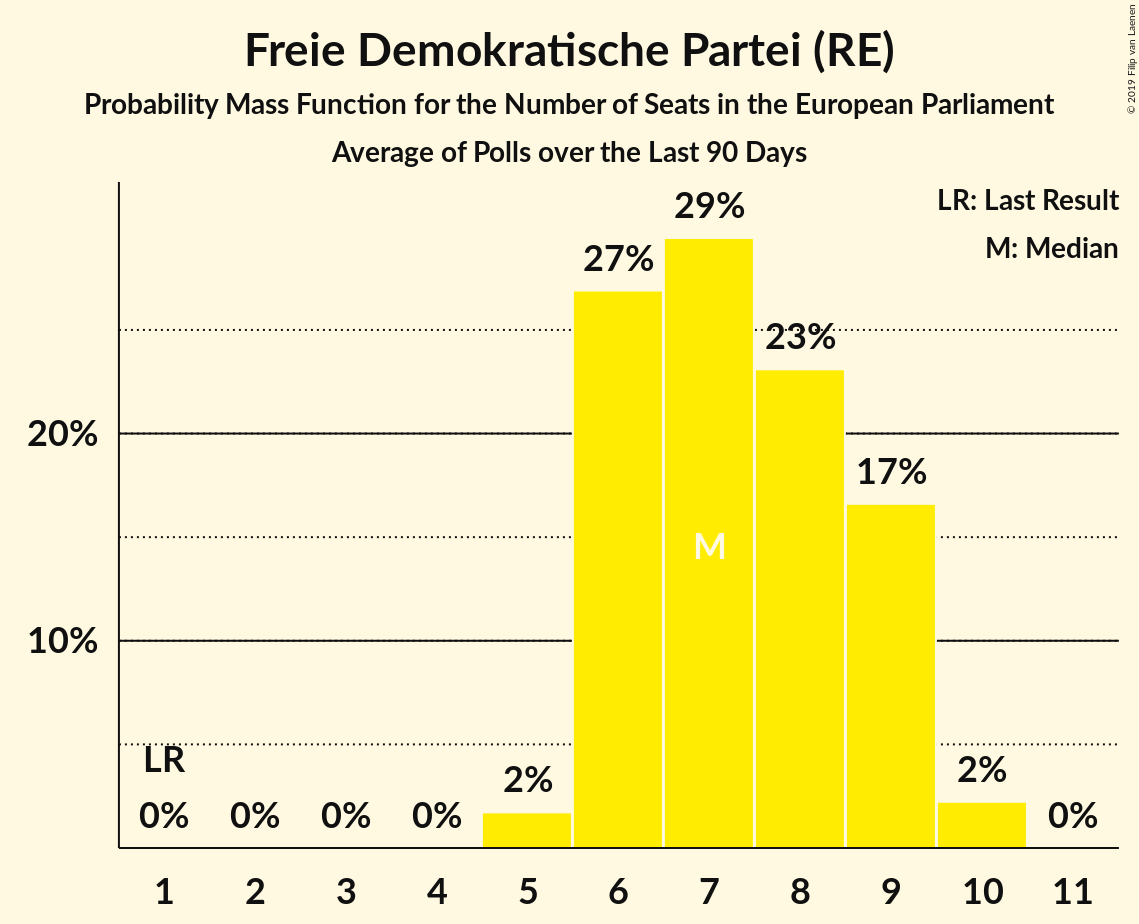 Freie Demokratische Partei (RE)
Probability Mass Function for the Number of Seats in the European Parliament
Average of Polls over the Last 90 Days
© 2019 Filip van Laenen
LR: Last Result
M: Median
29%
27%
23%
20%
17%
M
10%
LR
2%
2%
0% 0% 0% 0% 0%
1 2 3 4 5 6 7 8 9 10 11